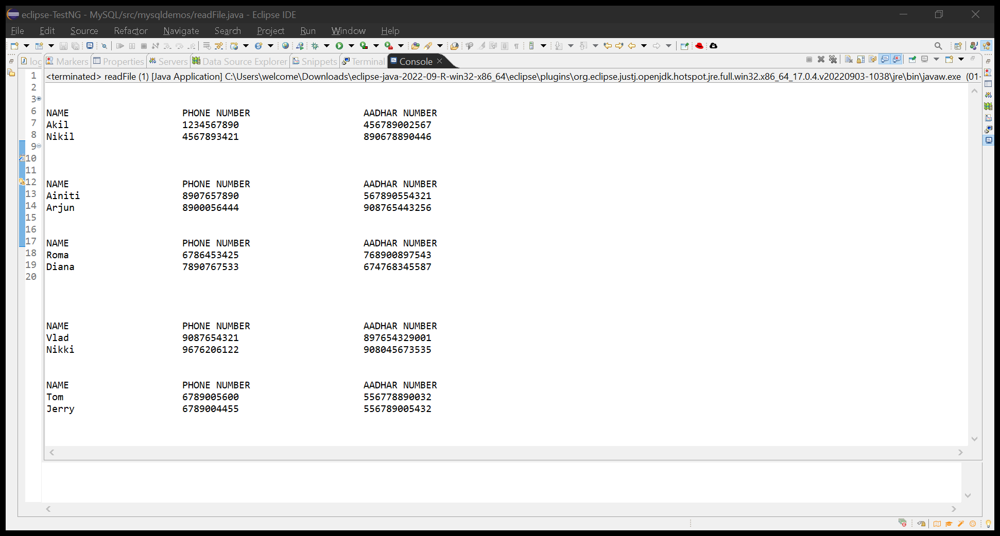 eclipse-TestNG - MySQL/src/mysqldemos/readFile.java - Eclipse IDE
File Edit Source Refactor Navigate Search Project Run Window Help
log Markers Properties Servers Data Source Explorer Snippets Terminal Console
<terminated> readFile (1) [Java Application] C:\Users\welcome\Downloads\eclipse-java-2022-09-R-win32-x86_64\eclipse\plugins\org.eclipse.justj.openjdk.hotspot.jre.full.win32.x86_64_17.0.4.v20220903-1038\jre\bin\javaw.exe (01-
1
2
3
6 NAME PHONE NUMBER AADHAR NUMBER
7 Akil 1234567890 456789002567
8 Nikil 4567893421 890678890446
9
10
11
12 NAME PHONE NUMBER AADHAR NUMBER
13 Ainiti 8907657890 567890554321
14 Arjun 8900056444 908765443256
15
16
17 NAME PHONE NUMBER AADHAR NUMBER
18 Roma 6786453425 768900897543
19 Diana 7890767533 674768345587
20
NAME PHONE NUMBER AADHAR NUMBER
Vlad 9087654321 897654329001
Nikki 9676206122 908045673535
NAME PHONE NUMBER AADHAR NUMBER
Tom 6789005600 556778890032
Jerry 6789004455 556789005432